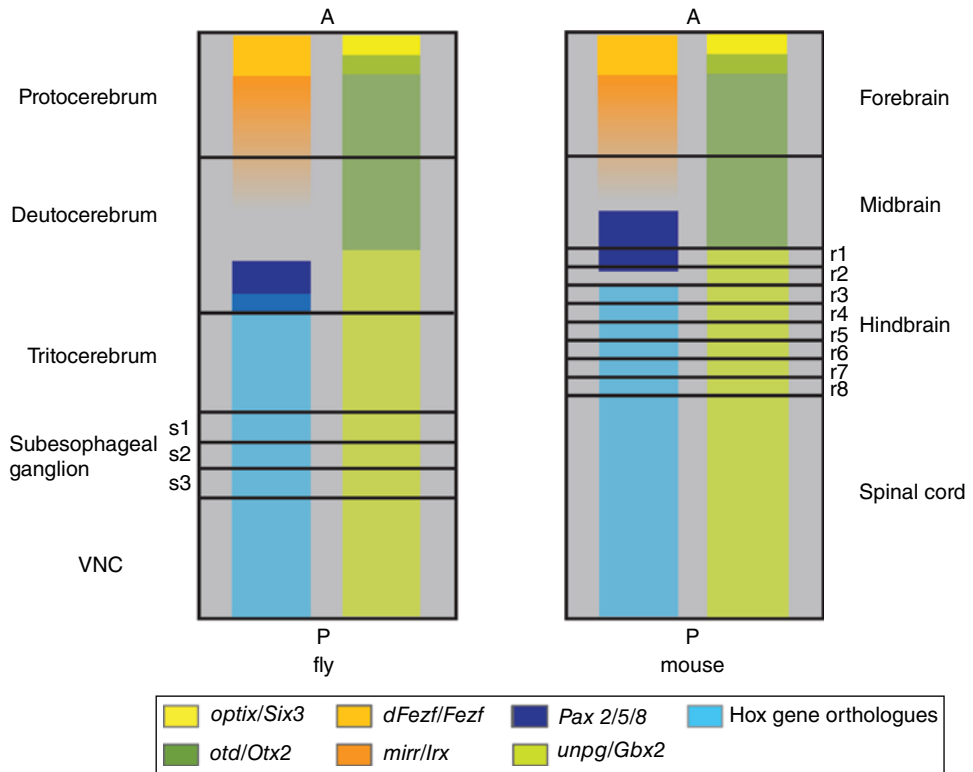 A
A
Protocerebrum
Deutocerebrum
Tritocerebrum
s1
Subesophageal
ganglion
s2
s3
VNC
Forebrain
Midbrain
r1
r2
r3
r4
Hindbrain
r5
r6
r7
r8
Spinal cord
P
P
fly
mouse
optix/Six3
dFezf/Fezf
Pax 2/5/8
Hox gene orthologues
otd/Otx2
mirr/Irx
unpg/Gbx2